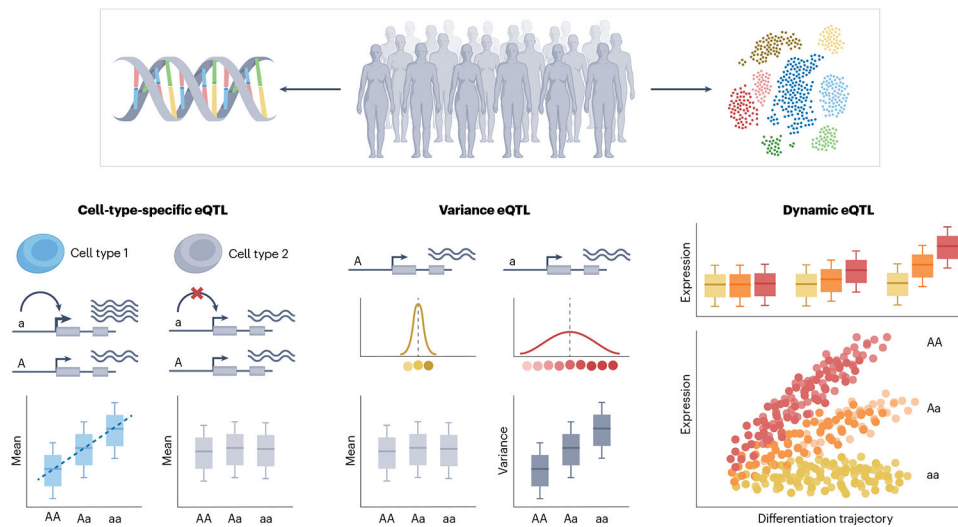 Cell-type-specific eQTL
Cell type 1
Cell type 2
a
a
A
A
Mean
AA Aa aa
AA Aa aa
Variance eQTL
A
a
Mean
Variance
AA Aa aa
AA Aa aa
Dynamic eQTL
Expression
Expression
AA
Aa
aa
Differentiation trajectory